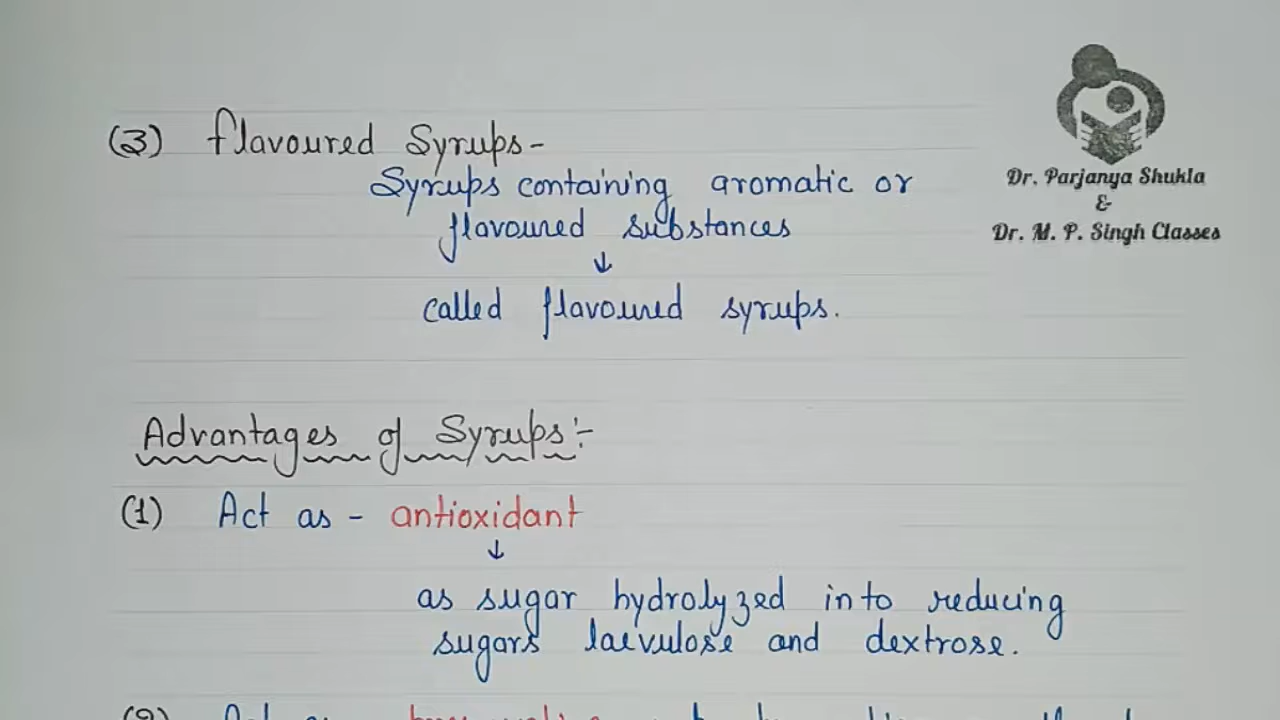 (3) Flavoured Syrups-
Syrups containing aromatic or
flavoured substances
↓
called flavoured syrups.
Dr. Parjanya Shukla
&
Dr. M. P. Singh Classes
Advantages of Syrups:-
(1) Act as - antioxidant
↓
as sugar hydrolyzed into reducing
sugars laevulose and dextrose.